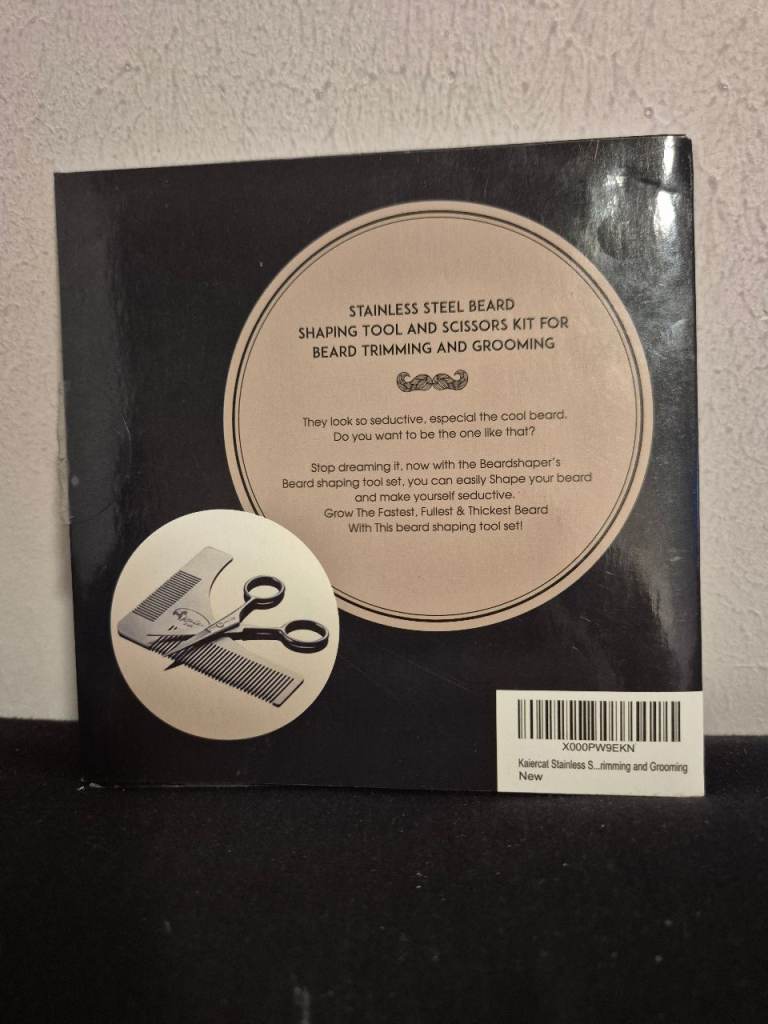 STAINLESS STEEL BEARD
SHAPING TOOL AND SCISSORS KIT FOR
BEARD TRIMMING AND GROOMING
They look so seductive, especial the cool beard.
Do you want to be the one like that?
Stop dreaming it, now with the Beardshaper's
Beard shaping tool set, you can easily Shape your beard
and make yourself seductive.
Grow The Fastest, Fullest & Thickest Beard
With This beard shaping tool set!
X000PW9EKN
Kaiercat Stainless S...rimming and Grooming
New